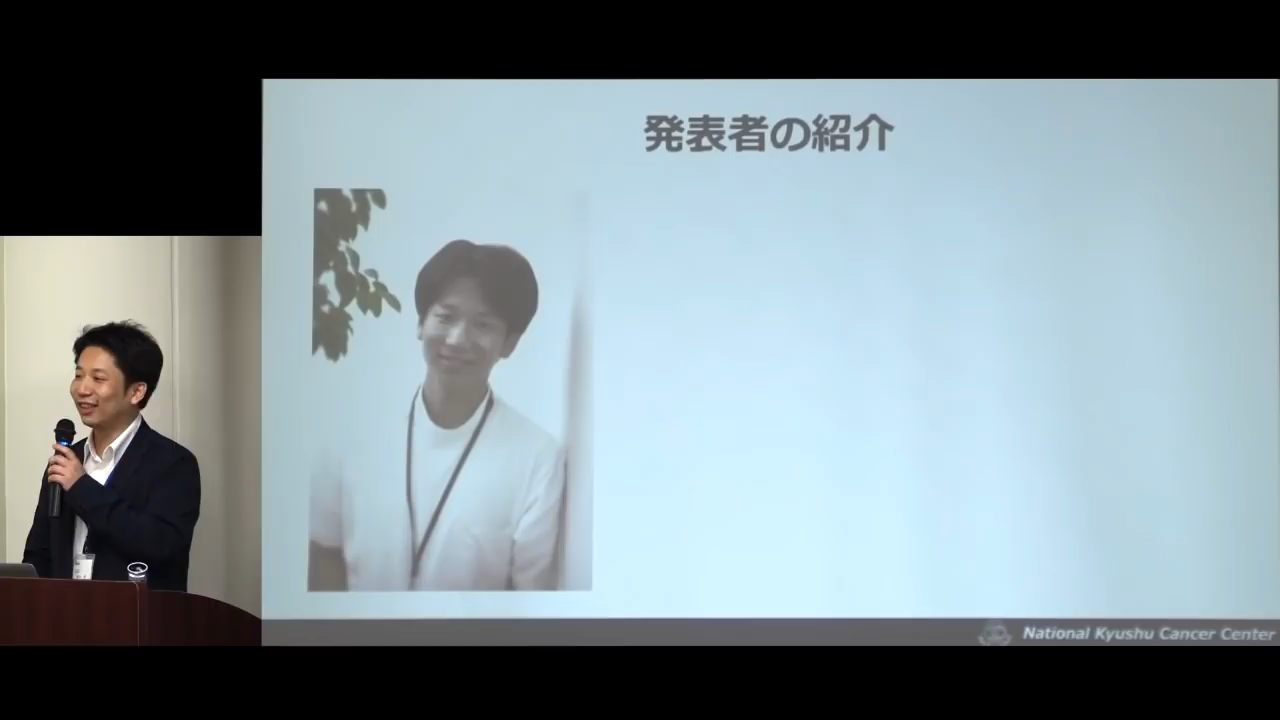 発表者の紹介
National Kyushu Cancer Center